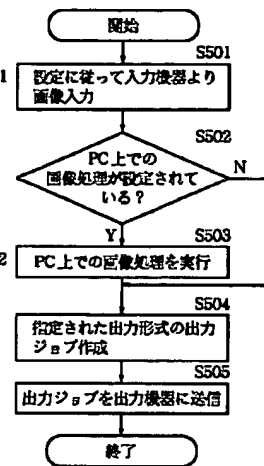 開始
S501
1
設定に従って入力機器より
画像入力
S502
PC上での
画像処理が設定されて
いる？
N
Y
S503
2
PC上での画像処理を実行
S504
指定された出力形式の出力
ジョブ作成
S505
出力ジョブを出力機器に送信
終了